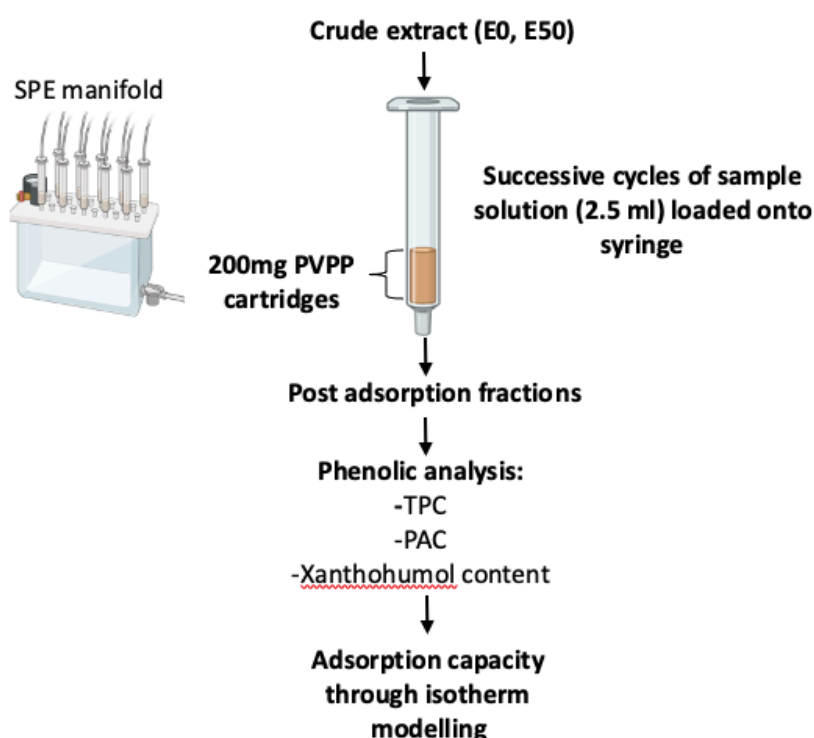 Crude extract (E0, E50)
SPE manifold
Successive cycles of sample
solution (2.5 ml) loaded onto
syringe
200mg PVPP
cartridges
Post adsorption fractions
Phenolic analysis:
-TPC
-PAC
-Xanthohumol content
Adsorption capacity
through isotherm
modelling